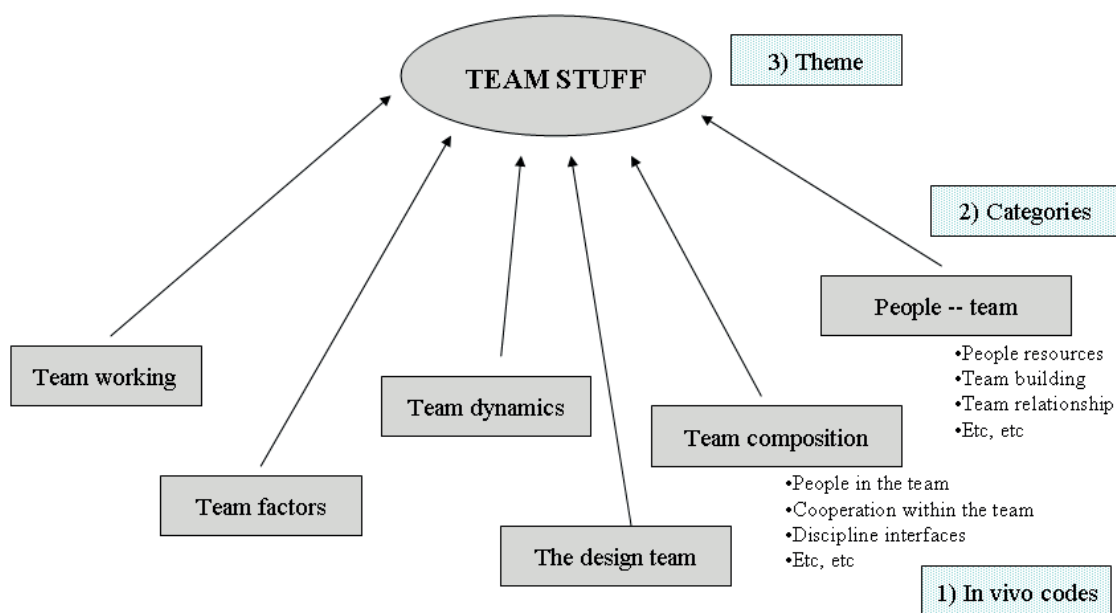 TEAM STUFF
3) Theme
2) Categories
People -- team
•People resources
•Team building
•Team relationship
•Etc, etc
Team working
Team dynamics
Team composition
•People in the team
•Cooperation within the team
•Discipline interfaces
•Etc, etc
Team factors
The design team
1) In vivo codes